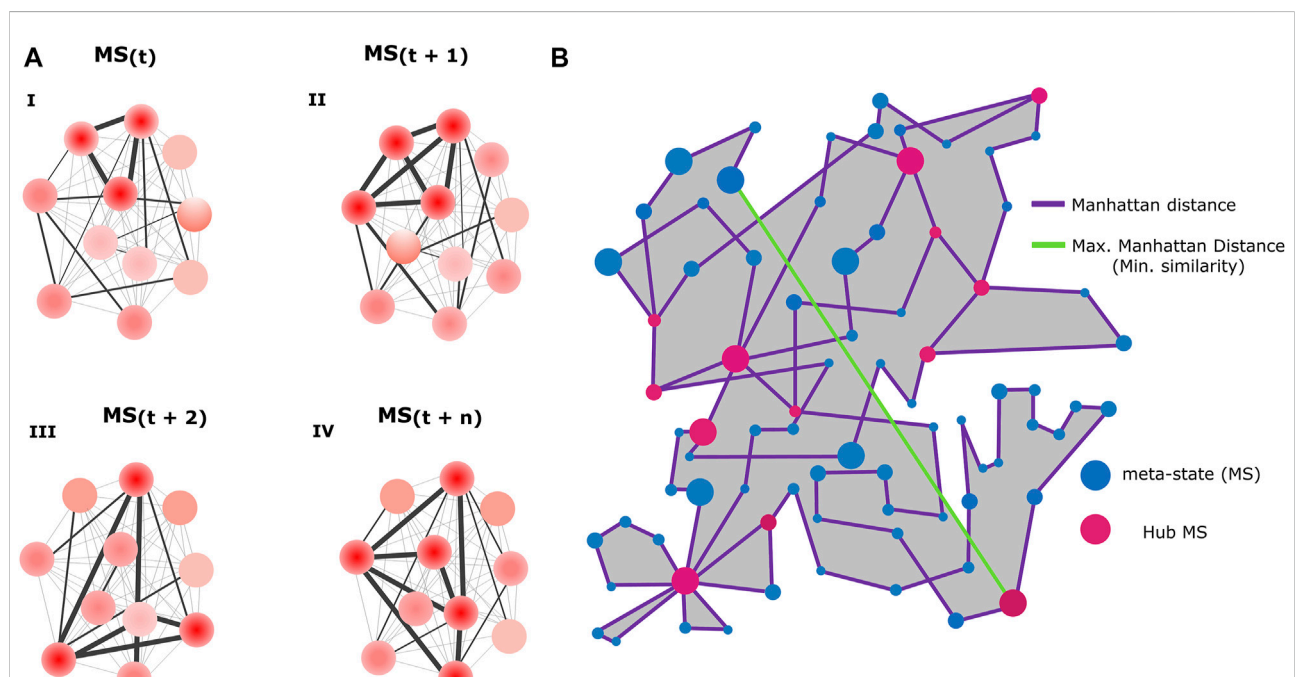 A
MS(t)
MS(t + 1)
B
I
II
Manhattan distance
Max. Manhattan Distance
(Min. similarity)
III
MS(t + 2)
IV
MS(t + n)
meta-state (MS)
Hub MS